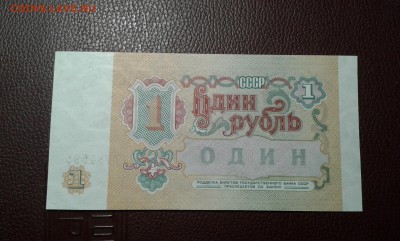 СССР
1 Один 1
рубль
ОДИН
ПОДДЕЛКА БИЛЕТОВ ГОСУДАРСТВЕННОГО БАНКА СССР
ПРЕСЛЕДУЕТСЯ ПО ЗАКОНУ
1